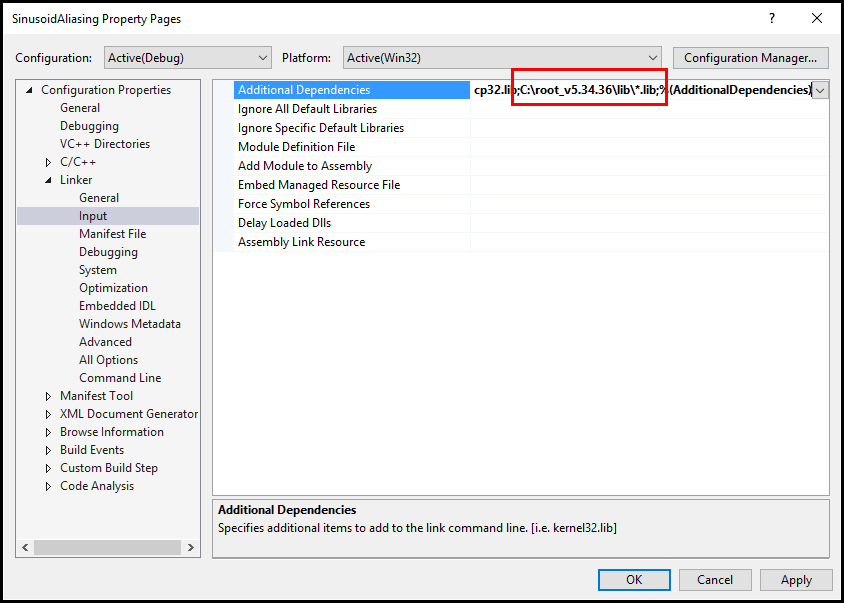 SinusoidAliasing Property Pages
?
Configuration: Active(Debug) Platform: Active(Win32) Configuration Manager...
Configuration Properties
General
Debugging
VC++ Directories
C/C++
Linker
General
Input
Manifest File
Debugging
System
Optimization
Embedded IDL
Windows Metadata
Advanced
All Options
Command Line
Manifest Tool
XML Document Generator
Browse Information
Build Events
Custom Build Step
Code Analysis
Additional Dependencies cp32.lib;C:\root_v5.34.36\lib\*.lib;%(AdditionalDependencies)
Ignore All Default Libraries
Ignore Specific Default Libraries
Module Definition File
Add Module to Assembly
Embed Managed Resource File
Force Symbol References
Delay Loaded Dlls
Assembly Link Resource
Additional Dependencies
Specifies additional items to add to the link command line. [i.e. kernel32.lib]
OK Cancel Apply